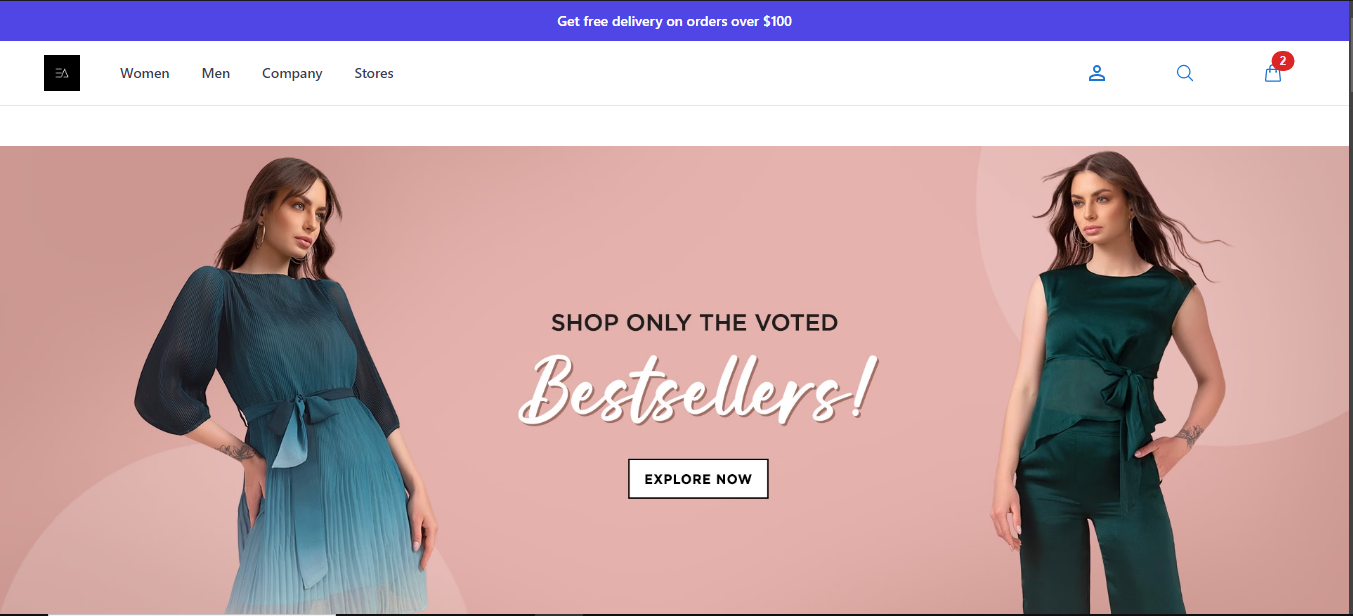 Get free delivery on orders over $100
EΔ
Women Men Company Stores
2
SHOP ONLY THE VOTED
Bestsellers!
EXPLORE NOW